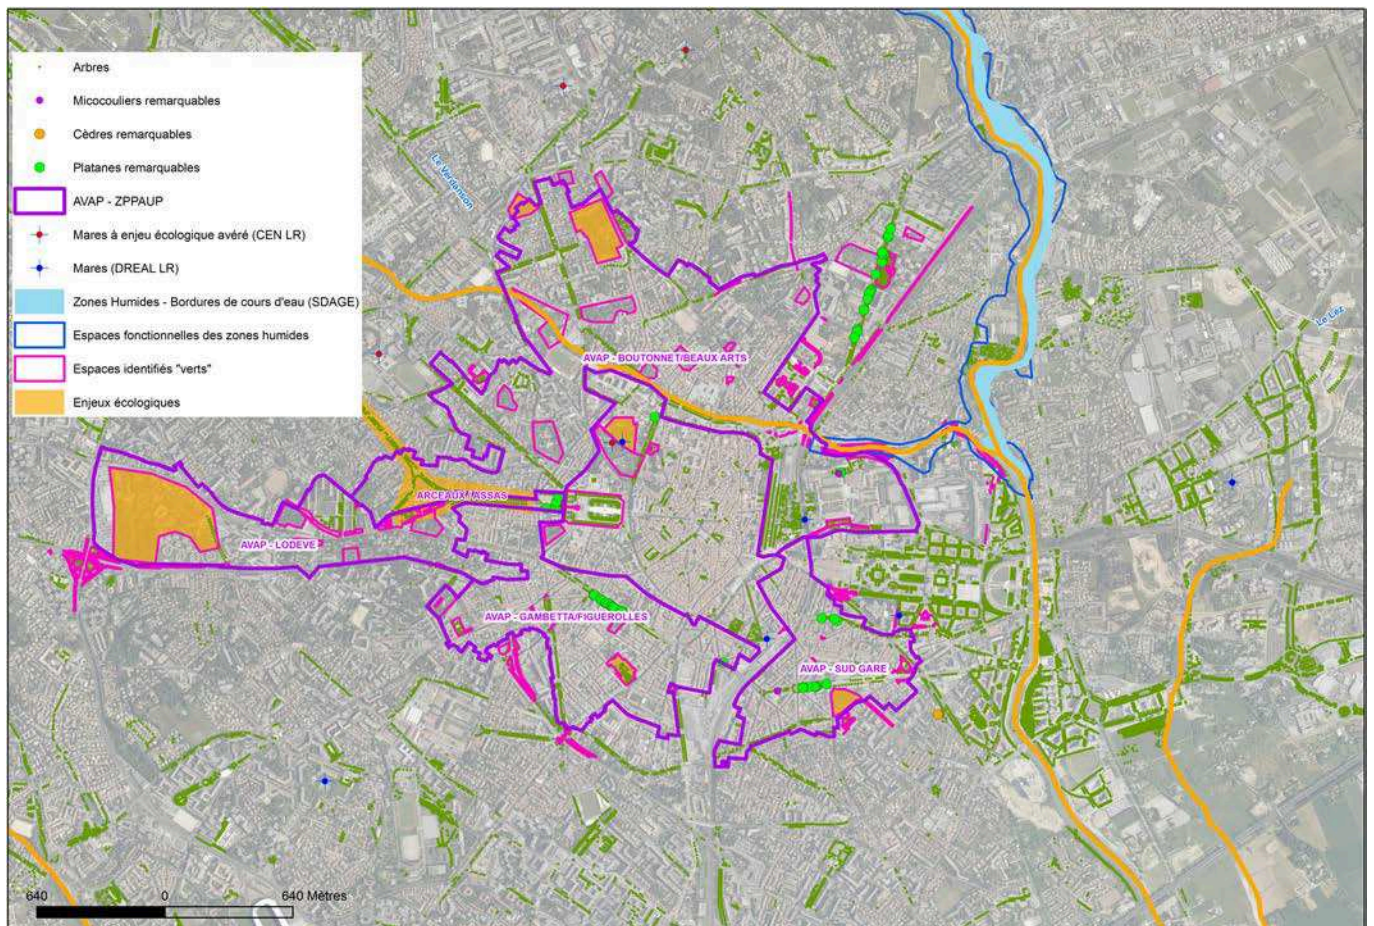 Arbres
Micocouliers remarquables
Cèdres remarquables
Platanes remarquables
AVAP - ZPPAUP
Mares à enjeu écologique avéré (CEN LR)
Mares (DREAL LR)
Zones Humides - Bordures de cours d'eau (SDAGE)
Espaces fonctionnelles des zones humides
Espaces identifiés "verts"
Enjeux écologiques
Le Verdanson
Le Lez
AVAP - BOUTONNET/BEAUX ARTS
ARCEAUX / ASSAS
AVAP - LODEVE
AVAP - GAMBETTA/FIGUEROLLES
AVAP - SUD GARE
640 0 640 Mètres